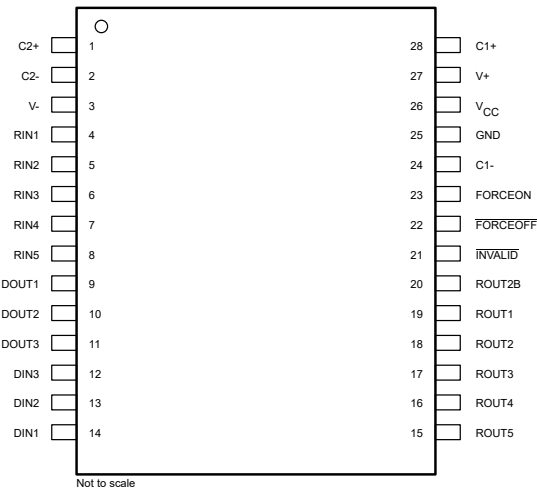 C2+ 1 28 C1+
C2- 2 27 V+
V- 3 26 VCC
RIN1 4 25 GND
RIN2 5 24 C1-
RIN3 6 23 FORCEON
RIN4 7 22 FORCEOFF
RIN5 8 21 INVALID
DOUT1 9 20 ROUT2B
DOUT2 10 19 ROUT1
DOUT3 11 18 ROUT2
DIN3 12 17 ROUT3
DIN2 13 16 ROUT4
DIN1 14 15 ROUT5
Not to scale